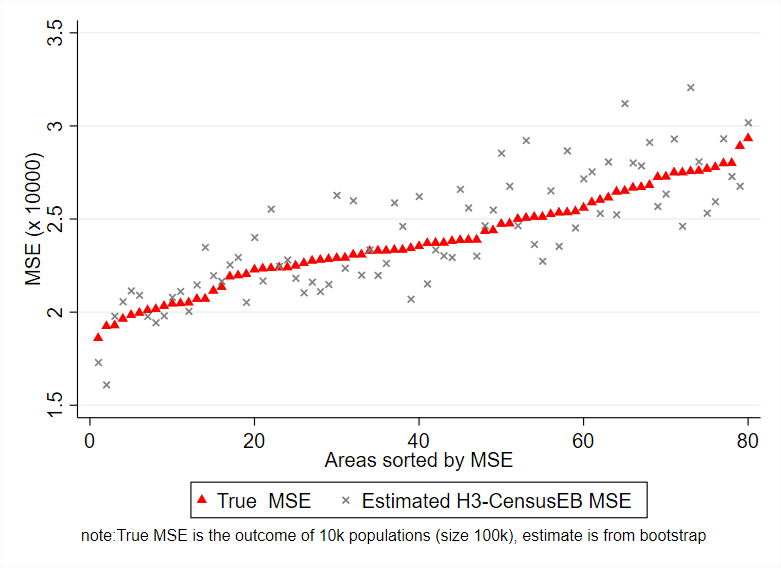 MSE (x 10000)
3.5
3
2.5
2
1.5
0 20 40 60 80
Areas sorted by MSE
True  MSE Estimated H3-CensusEB MSE
note:True MSE is the outcome of 10k populations (size 100k), estimate is from bootstrap